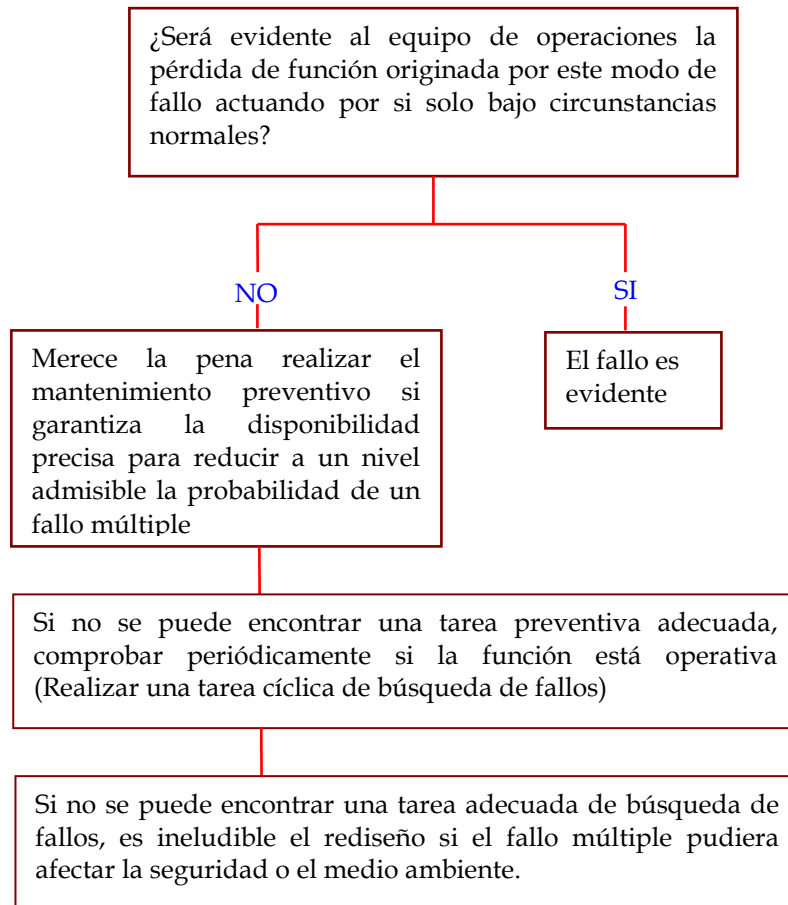 ¿Será evidente al equipo de operaciones la
pérdida de función originada por este modo de
fallo actuando por si solo bajo circunstancias
normales?
NO
SI
Merece la pena realizar el
mantenimiento preventivo si
garantiza la disponibilidad
precisa para reducir a un nivel
admisible la probabilidad de un
fallo múltiple
El fallo es
evidente
Si no se puede encontrar una tarea preventiva adecuada,
comprobar periódicamente si la función está operativa
(Realizar una tarea cíclica de búsqueda de fallos)
Si no se puede encontrar una tarea adecuada de búsqueda de
fallos, es ineludible el rediseño si el fallo múltiple pudiera
afectar la seguridad o el medio ambiente.